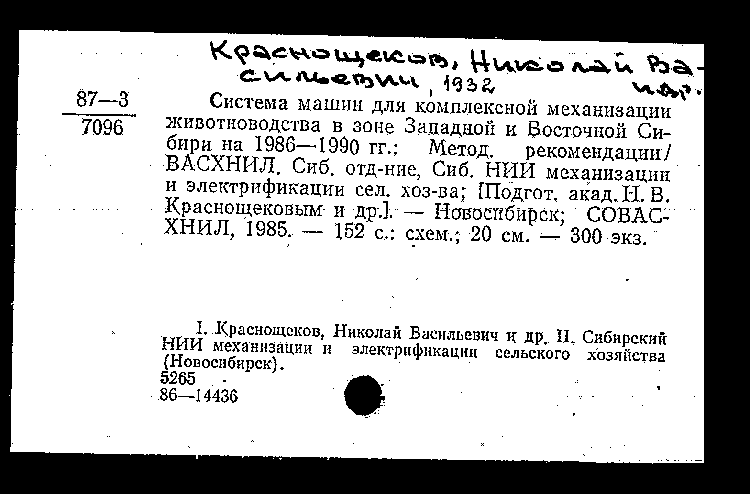 Краснощеков, Николай Ва-
сильевич, 1932
и др.
87—3
7096
Система машин для комплексной механизации
животноводства в зоне Западной и Восточной Си-
бири на 1986—1990 гг.: Метод. рекомендации/
ВАСХНИЛ. Сиб. отд-ние, Сиб. НИИ механизации
и электрификации сел. хоз-ва; [Подгот. акад. Н. В.
Краснощековым и др.]. — Новосибирск; СОВАС-
ХНИЛ, 1985. — 152 с.: схем.; 20 см. — 300 экз.
I. Краснощеков, Николай Васильевич и др. II. Сибирский
НИИ механизации и электрификации сельского хозяйства
(Новосибирск).
5265
86—14436